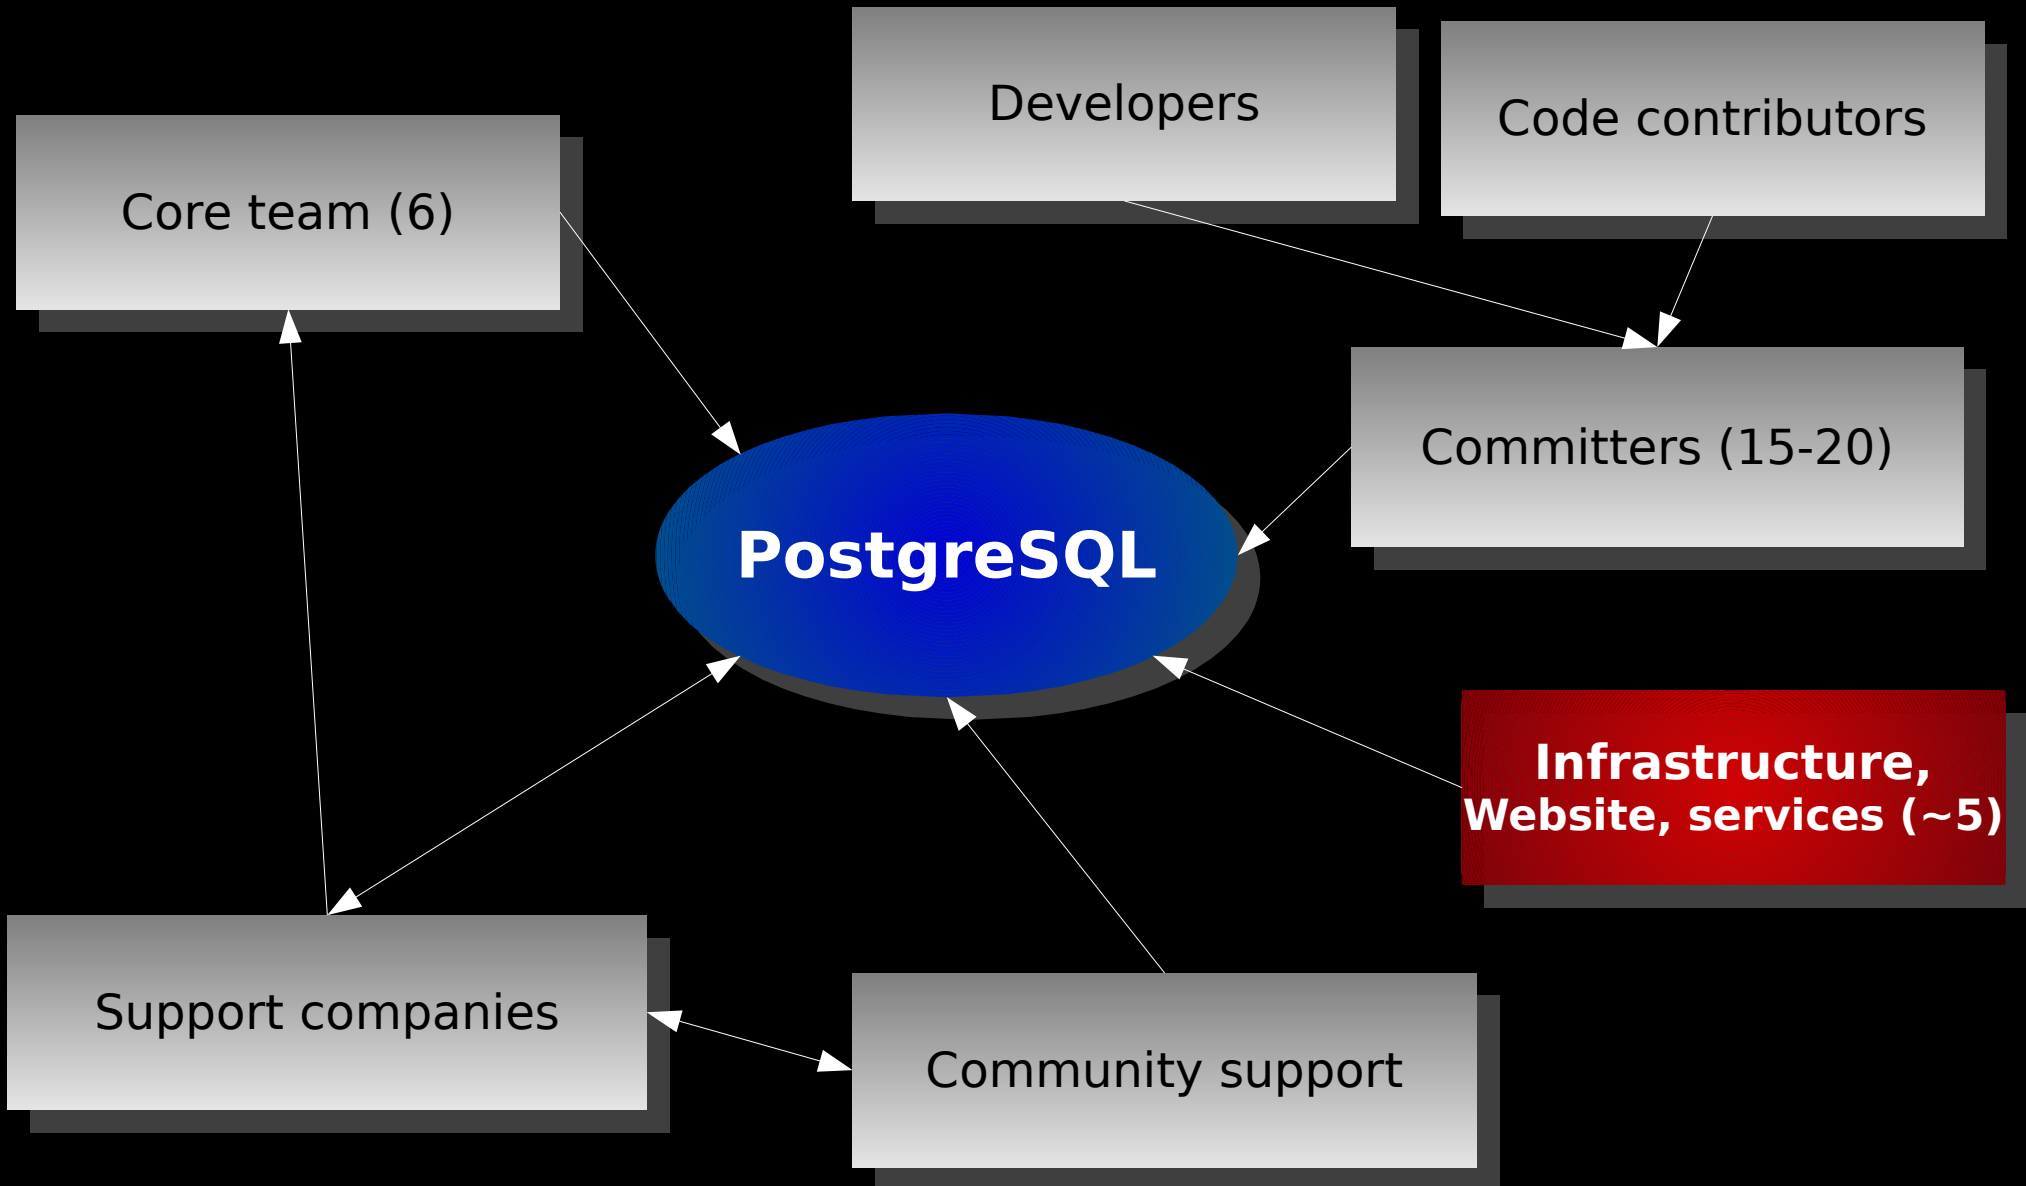 Developers
Code contributors
Core team (6)
Committers (15-20)
PostgreSQL
Infrastructure,
Website, services (~5)
Support companies
Community support